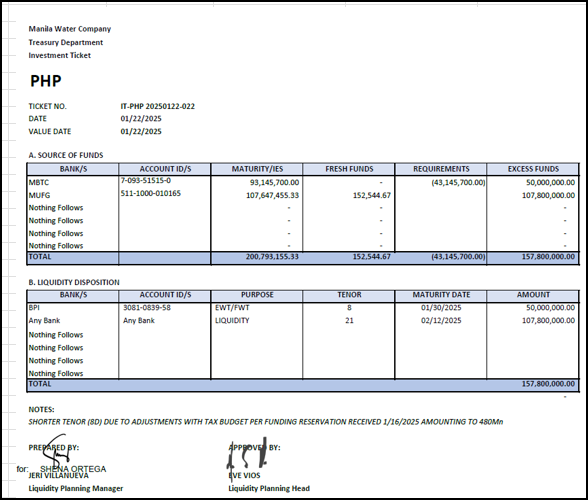 Manila Water Company
Treasury Department
Investment Ticket
PHP
TICKET NO. IT-PHP 20250122-022
DATE 01/22/2025
VALUE DATE 01/22/2025
A. SOURCE OF FUNDS
BANK/S ACCOUNT ID/S MATURITY/IES FRESH FUNDS REQUIREMENTS EXCESS FUNDS
MBTC 7-093-51515-0 93,145,700.00 - (43,145,700.00) 50,000,000.00
MUFG 511-1000-010165 107,647,455.33 152,544.67 107,800,000.00
Nothing Follows - - - -
Nothing Follows - - - -
Nothing Follows - - - -
Nothing Follows - - - -
TOTAL 200,793,155.33 152,544.67 (43,145,700.00) 157,800,000.00
B. LIQUIDITY DISPOSITION
BANK/S ACCOUNT ID/S PURPOSE TENOR MATURITY DATE AMOUNT
BPI 3081-0839-58 EWT/FWT 8 01/30/2025 50,000,000.00
Any Bank Any Bank LIQUIDITY 21 02/12/2025 107,800,000.00
Nothing Follows
Nothing Follows
Nothing Follows
Nothing Follows
TOTAL 157,800,000.00
-
NOTES:
SHORTER TENOR (8D) DUE TO ADJUSTMENTS WITH TAX BUDGET PER FUNDING RESERVATION RECEIVED 1/16/2025 AMOUNTING TO 480Mn
PREPARED BY: APPROVED BY:
for: SHENA ORTEGA
JERI VILLANUEVA EVE VIOS
Liquidity Planning Manager Liquidity Planning Head